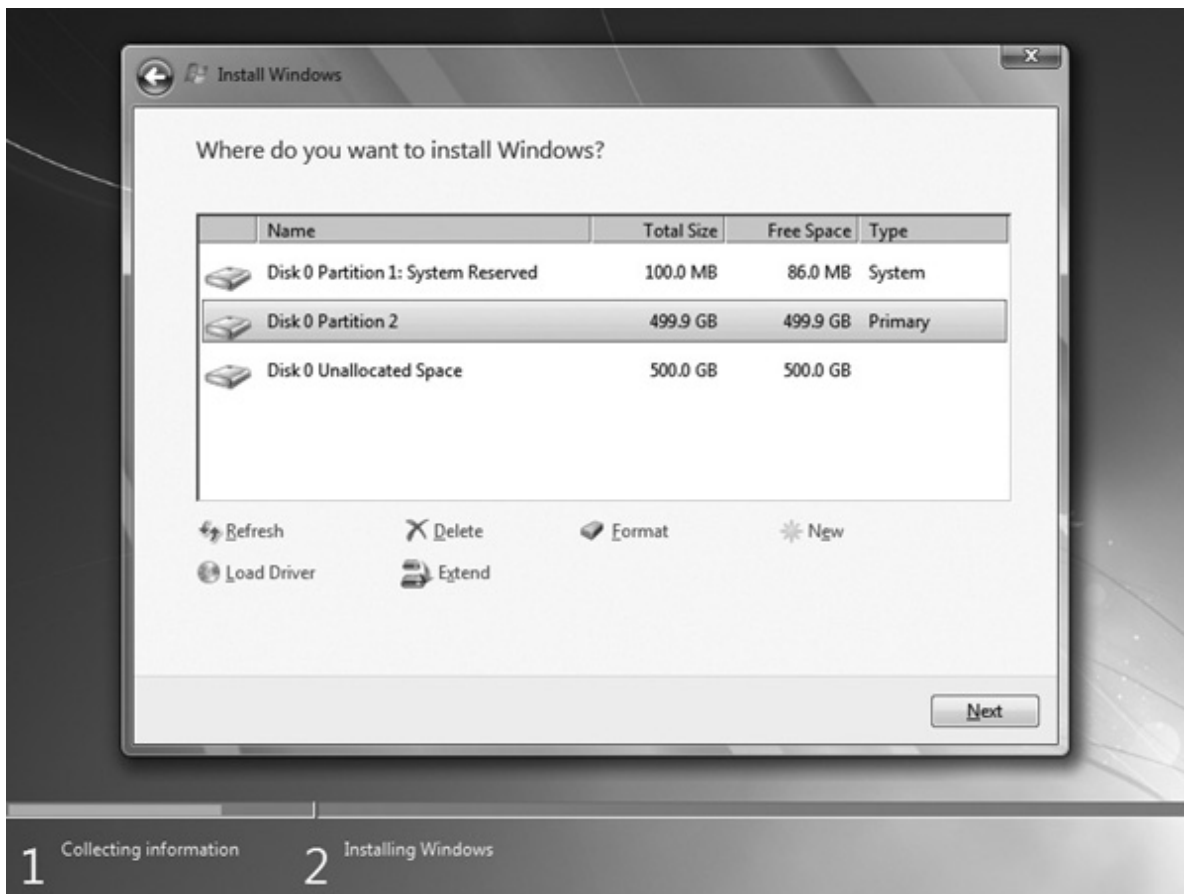 Install Windows
Where do you want to install Windows?
Name Total Size Free Space Type
Disk 0 Partition 1: System Reserved 100.0 MB 86.0 MB System
Disk 0 Partition 2 499.9 GB 499.9 GB Primary
Disk 0 Unallocated Space 500.0 GB 500.0 GB
Refresh Delete Format New
Load Driver Extend
Next
1 Collecting information 2 Installing Windows